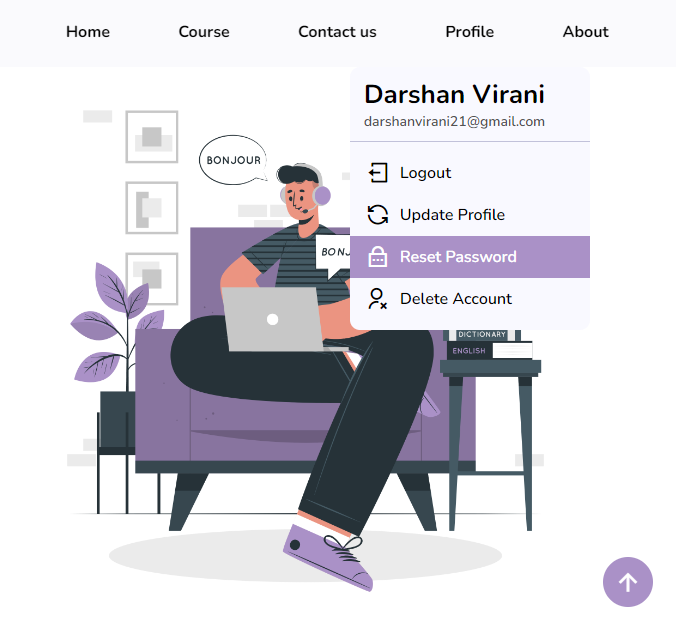 Home Course Contact us Profile About
Darshan Virani
darshanvirani21@gmail.com
BONJOUR
Logout
Update Profile
BONJ
Reset Password
Delete Account
DICTIONARY
ENGLISH